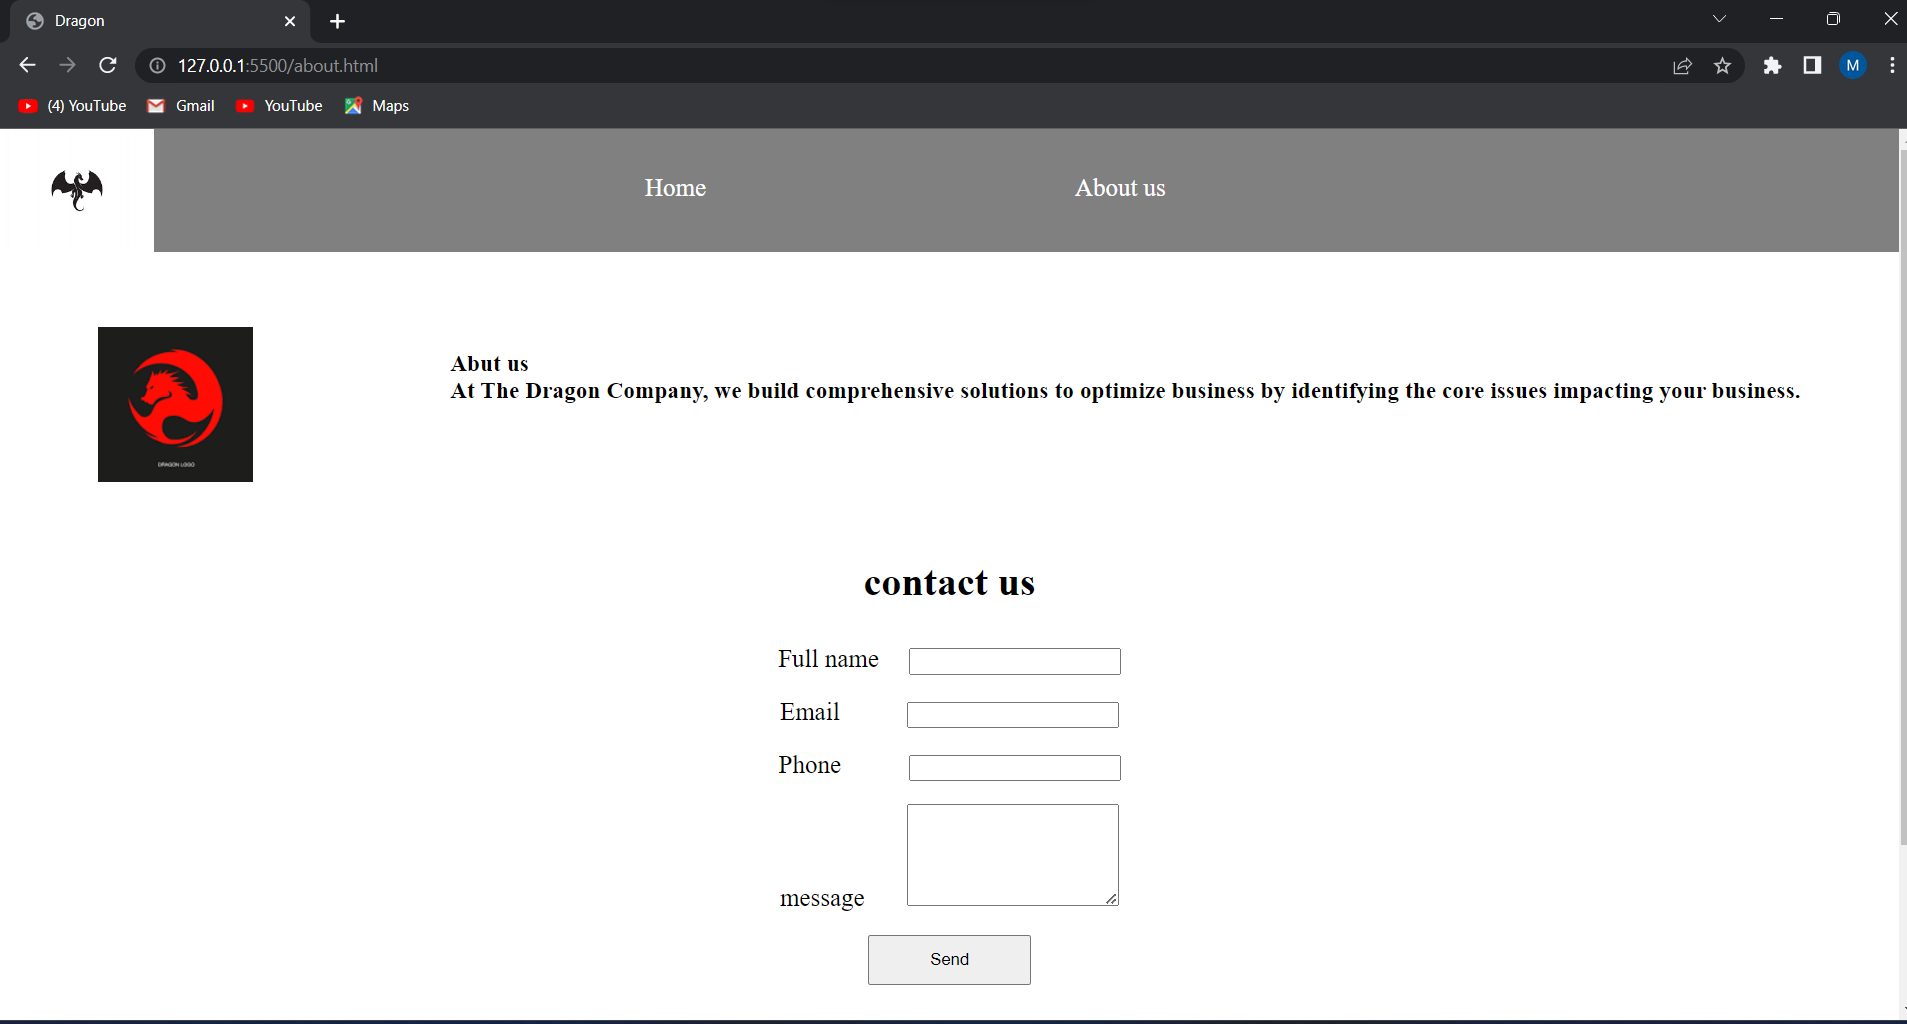 Dragon
127.0.0.1:5500/about.html
M
(4) YouTube Gmail YouTube Maps
Home About us
Abut us
At The Dragon Company, we build comprehensive solutions to optimize business by identifying the core issues impacting your business.
DRAGON LOGO
contact us
Full name
Email
Phone
message
Send